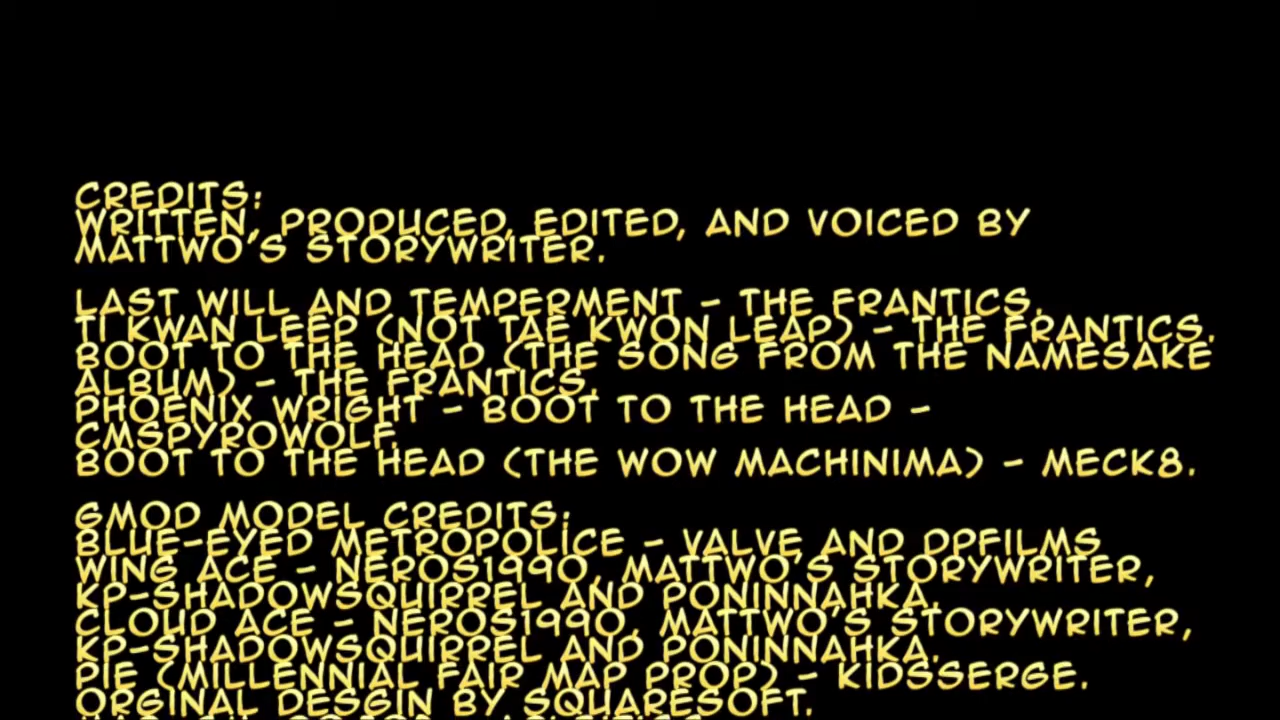 CREDITS:
WRITTEN, PRODUCED, EDITED, AND VOICED BY
MATTWO'S STORYWRITER.
LAST WILL AND TEMPERMENT - THE FRANTICS.
TI KWAN LEEP (NOT TAE KWON LEAP) - THE FRANTICS.
BOOT TO THE HEAD (THE SONG FROM THE NAMESAKE
ALBUM) - THE FRANTICS.
PHOENIX WRIGHT - BOOT TO THE HEAD -
CMSPYROWOLF.
BOOT TO THE HEAD (THE WOW MACHINIMA) - MECK8.
GMOD MODEL CREDITS:
BLUE-EYED METROPOLICE - VALVE AND DPFILMS
WING ACE - NEROS1990, MATTWO'S STORYWRITER,
KP-SHADOWSQUIRREL AND PONINNAHKA.
CLOUD ACE - NEROS1990, MATTWO'S STORYWRITER,
KP-SHADOWSQUIRREL AND PONINNAHKA.
PIE (MILLENNIAL FAIR MAP PROP) - KIDSSERGE.
ORGINAL DESGIN BY SQUARESOFT.